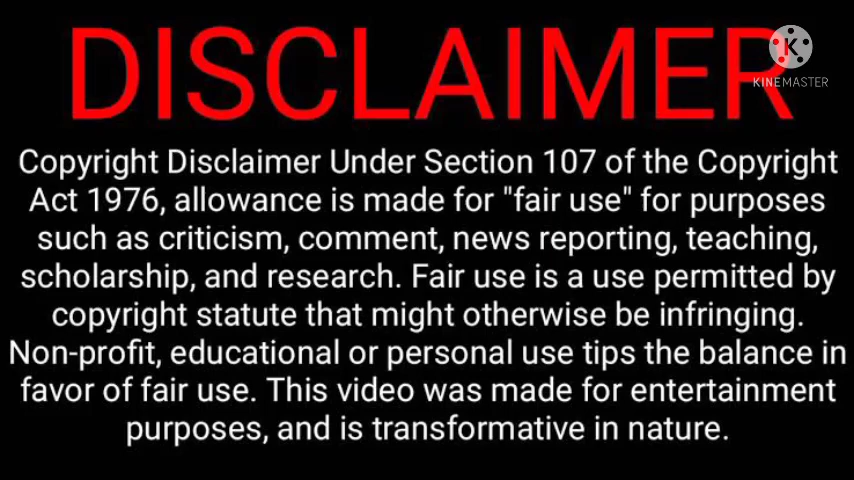 DISCLAIMER
K
KINEMASTER
Copyright Disclaimer Under Section 107 of the Copyright
Act 1976, allowance is made for "fair use" for purposes
such as criticism, comment, news reporting, teaching,
scholarship, and research. Fair use is a use permitted by
copyright statute that might otherwise be infringing.
Non-profit, educational or personal use tips the balance in
favor of fair use. This video was made for entertainment
purposes, and is transformative in nature.